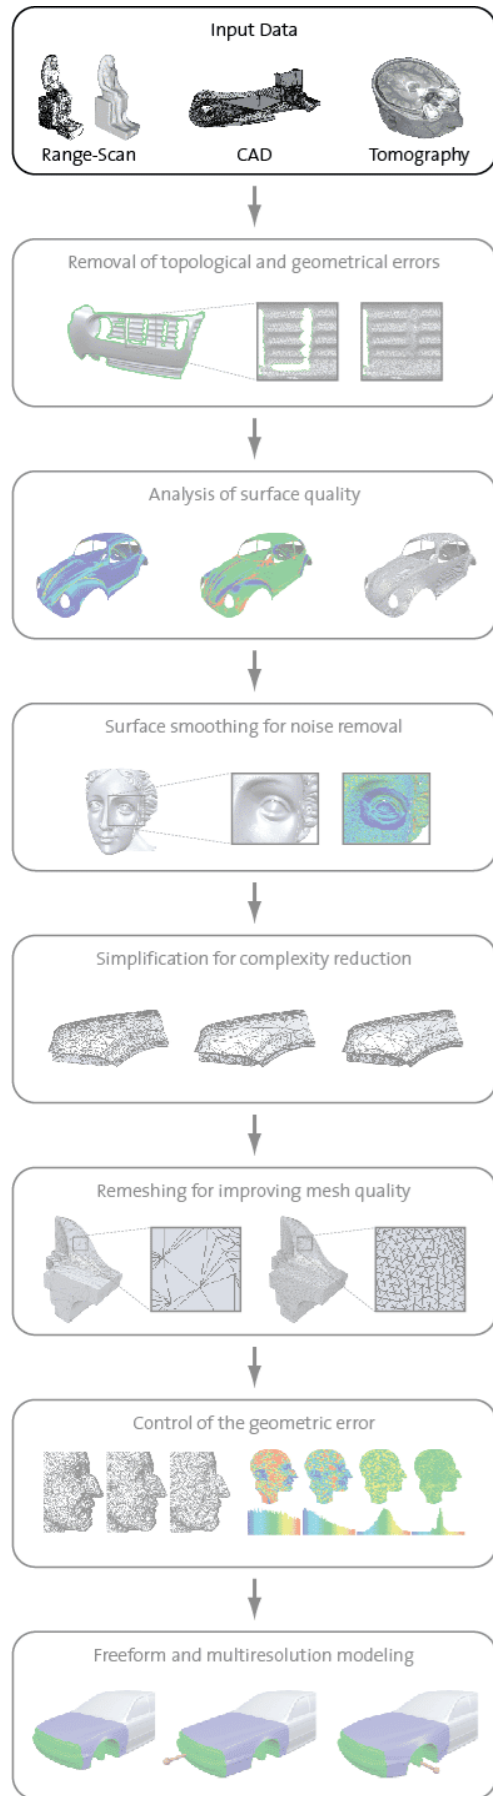 Input Data
Range-Scan CAD Tomography
Removal of topological and geometrical errors
Analysis of surface quality
Surface smoothing for noise removal
Simplification for complexity reduction
Remeshing for improving mesh quality
Control of the geometric error
Freeform and multiresolution modeling